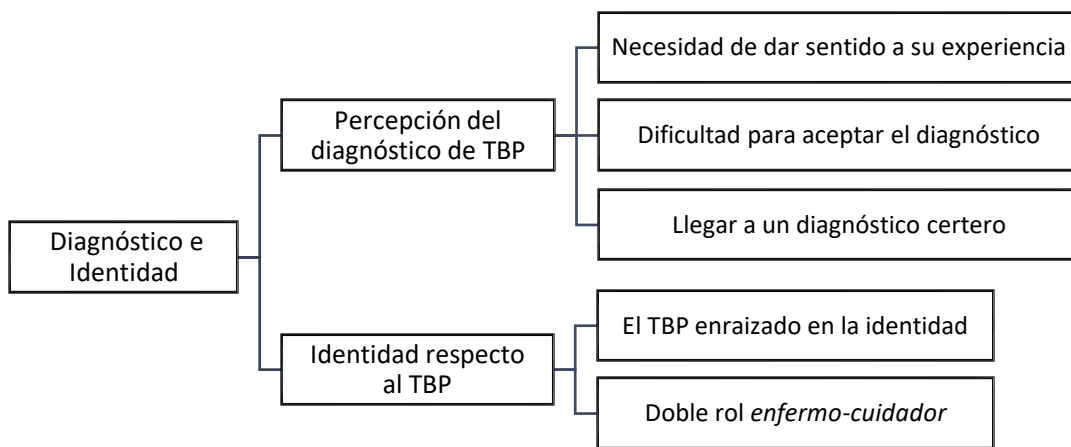 Necesidad de dar sentido a su experiencia
Percepción del
diagnóstico de TBP
Dificultad para aceptar el diagnóstico
Llegar a un diagnóstico certero
Diagnóstico e
Identidad
El TBP enraizado en la identidad
Identidad respecto
al TBP
Doble rol enfermo-cuidador